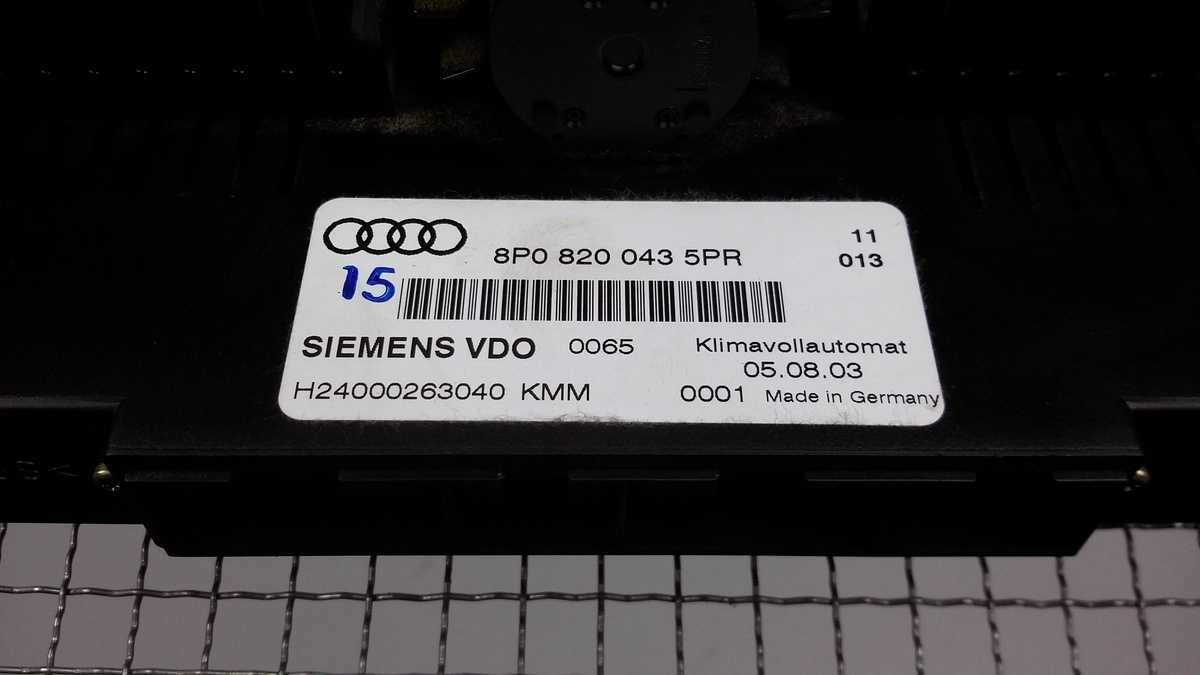 8P0 820 043 5PR
11
013
15
SIEMENS VDO 0065 Klimavollautomat
05.08.03
H24000263040 KMM 0001 Made in Germany